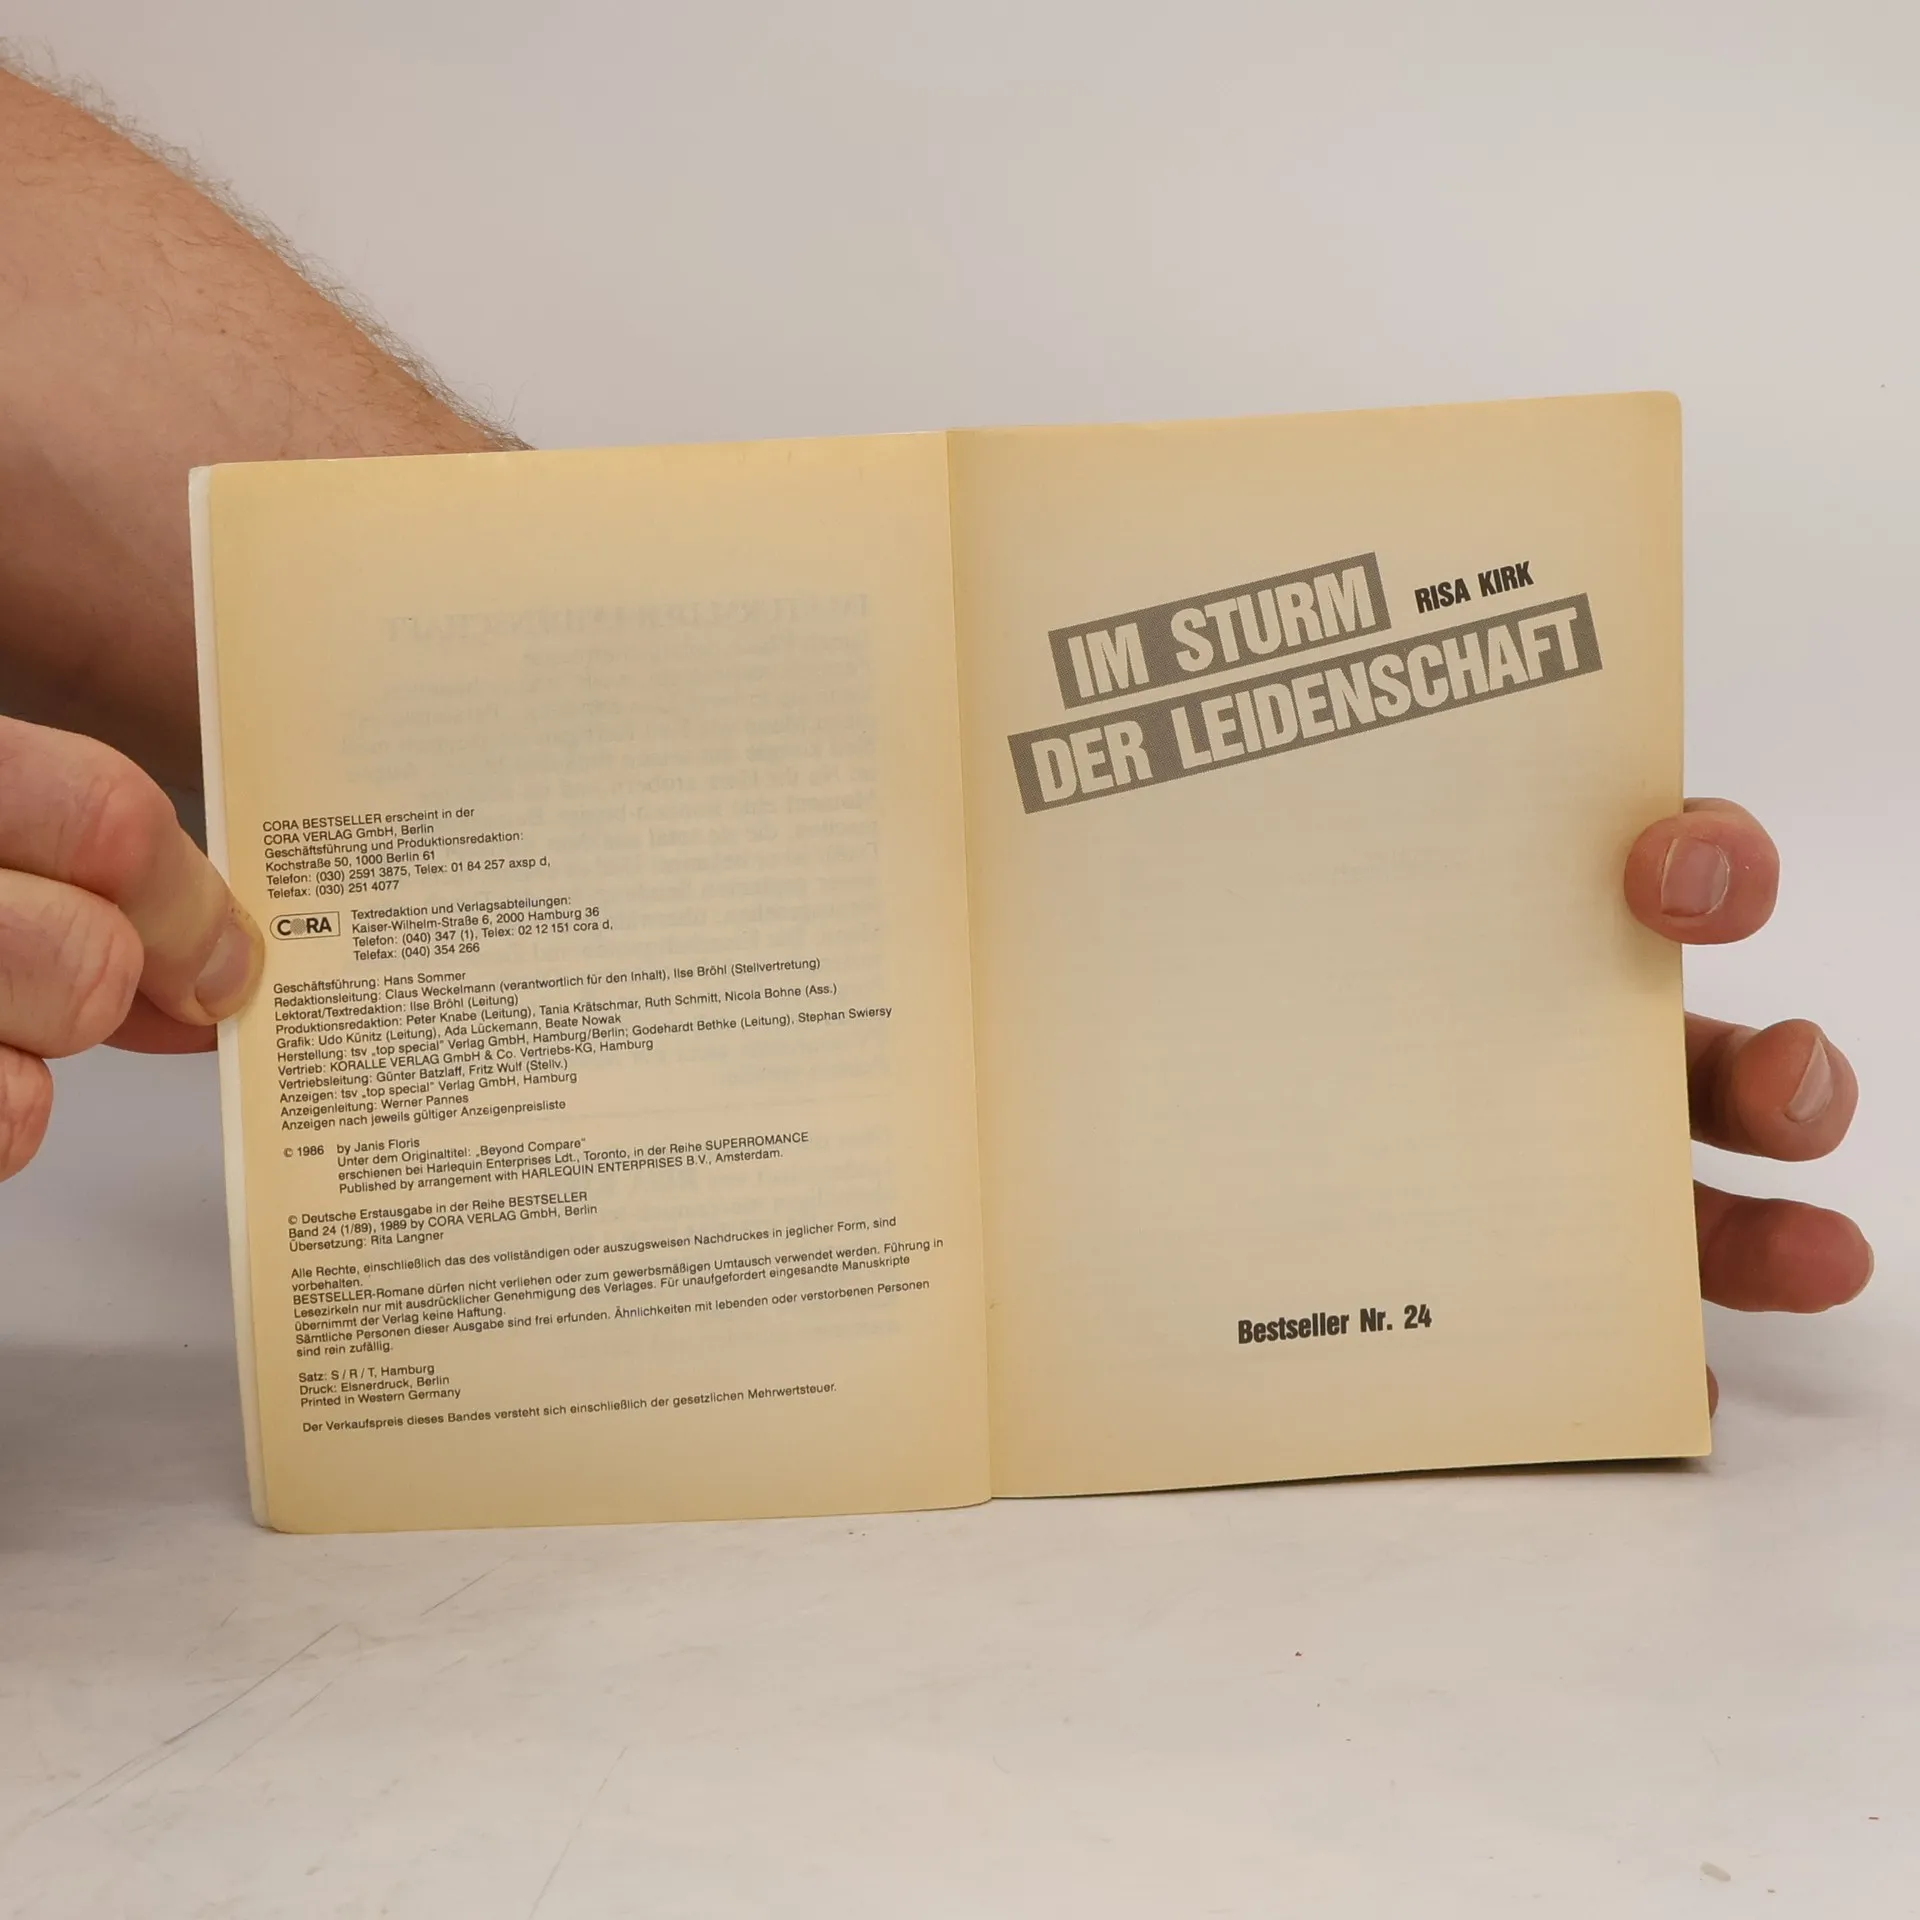 CORA BESTSELLER erscheint in der
CORA VERLAG GmbH, Berlin
Geschäftsführung und Produktionsredaktion:
Kochstraße 50, 1000 Berlin 61
Telefon: (030) 2591 3875, Telex: 01 84 257 axsp d,
Telefax: (030) 251 4077
CORA
Textredaktion und Verlagsabteilungen:
Kaiser-Wilhelm-Straße 6, 2000 Hamburg 36
Telefon: (040) 347 (1), Telex: 02 12 151 cora d,
Telefax: (040) 354 266
Geschäftsführung: Hans Sommer
Redaktionsleitung: Claus Weckelmann (verantwortlich für den Inhalt), Ilse Bröhl (Stellvertretung)
Lektorat/Textredaktion: Ilse Bröhl (Leitung)
Produktionsredaktion: Peter Knabe (Leitung), Tania Krätschmar, Ruth Schmitt, Nicola Bohne (Ass.)
Grafik: Udo Künitz (Leitung), Ada Lückemann, Beate Nowak
Herstellung: tsv „top special“ Verlag GmbH, Hamburg/Berlin; Godehardt Bethke (Leitung), Stephan Swiersy
Vertrieb: KORALLE VERLAG GmbH & Co. Vertriebs-KG, Hamburg
Vertriebsleitung: Günter Batzlaff, Fritz Wulf (Stellv.)
Anzeigen: tsv „top special“ Verlag GmbH, Hamburg
Anzeigenleitung: Werner Pannes
Anzeigen nach jeweils gültiger Anzeigenpreisliste
© 1986 by Janis Floris
Unter dem Originaltitel: „Beyond Compare“
erschienen bei Harlequin Enterprises Ldt., Toronto, in der Reihe SUPERROMANCE
Published by arrangement with HARLEQUIN ENTERPRISES B.V., Amsterdam.
© Deutsche Erstausgabe in der Reihe BESTSELLER
Band 24 (1/89), 1989 by CORA VERLAG GmbH, Berlin
Übersetzung: Rita Langner
Alle Rechte, einschließlich das des vollständigen oder auszugsweisen Nachdruckes in jeglicher Form, sind
vorbehalten.
BESTSELLER-Romane dürfen nicht verliehen oder zum gewerbsmäßigen Umtausch verwendet werden. Führung in
Lesezirkeln nur mit ausdrücklicher Genehmigung des Verlages. Für unaufgefordert eingesandte Manuskripte
übernimmt der Verlag keine Haftung.
Sämtliche Personen dieser Ausgabe sind frei erfunden. Ähnlichkeiten mit lebenden oder verstorbenen Personen
sind rein zufällig.
Satz: S / R / T, Hamburg
Druck: Elsnerdruck, Berlin
Printed in Western Germany
Der Verkaufspreis dieses Bandes versteht sich einschließlich der gesetzlichen Mehrwertsteuer.
IM STURM
RISA KIRK
DER LEIDENSCHAFT
Bestseller Nr. 24